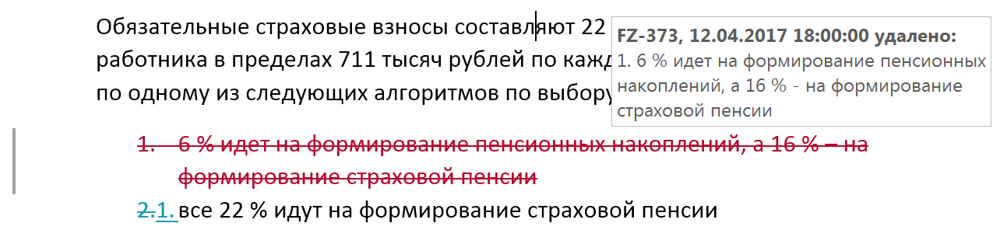 Обязательные страховые взносы составляют 22
работника в пределах 711 тысяч рублей по кажд
по одному из следующих алгоритмов по выбору
FZ-373, 12.04.2017 18:00:00 удалено:
1. 6 % идет на формирование пенсионных
накоплений, а 16 % - на формирование
страховой пенсии
1. 6 % идет на формирование пенсионных накоплений, а 16 % – на
формирование страховой пенсии
2.1. все 22 % идут на формирование страховой пенсии